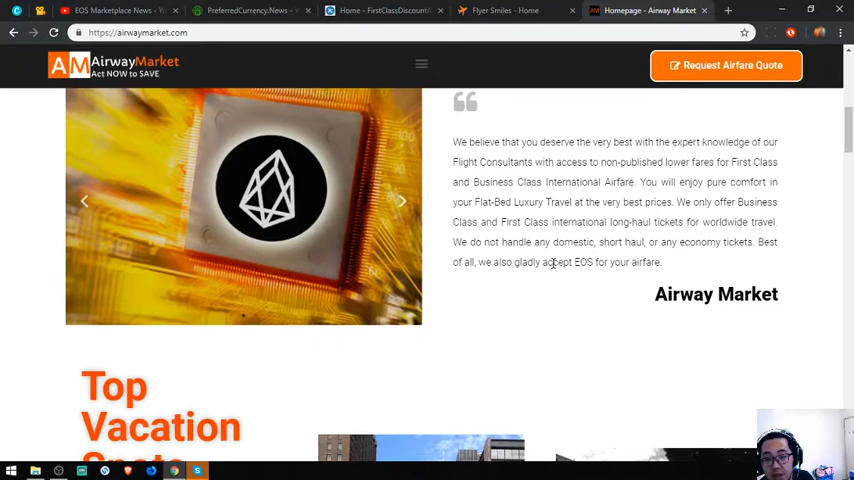 EOS Marketplace News - Yo
PreferredCurrency.News - Yo
Home - FirstClassDiscountA
Flyer Smiles - Home
Homepage - Airway Market
https://airwaymarket.com
AM AirwayMarket
Act NOW to SAVE
Request Airfare Quote
We believe that you deserve the very best with the expert knowledge of our
Flight Consultants with access to non-published lower fares for First Class
and Business Class International Airfare. You will enjoy pure comfort in
your Flat-Bed Luxury Travel at the very best prices. We only offer Business
Class and First Class international long-haul tickets for worldwide travel.
We do not handle any domestic, short haul, or any economy tickets. Best
of all, we also gladly accept EOS for your airfare.
Airway Market
Top
Vacation
Spots